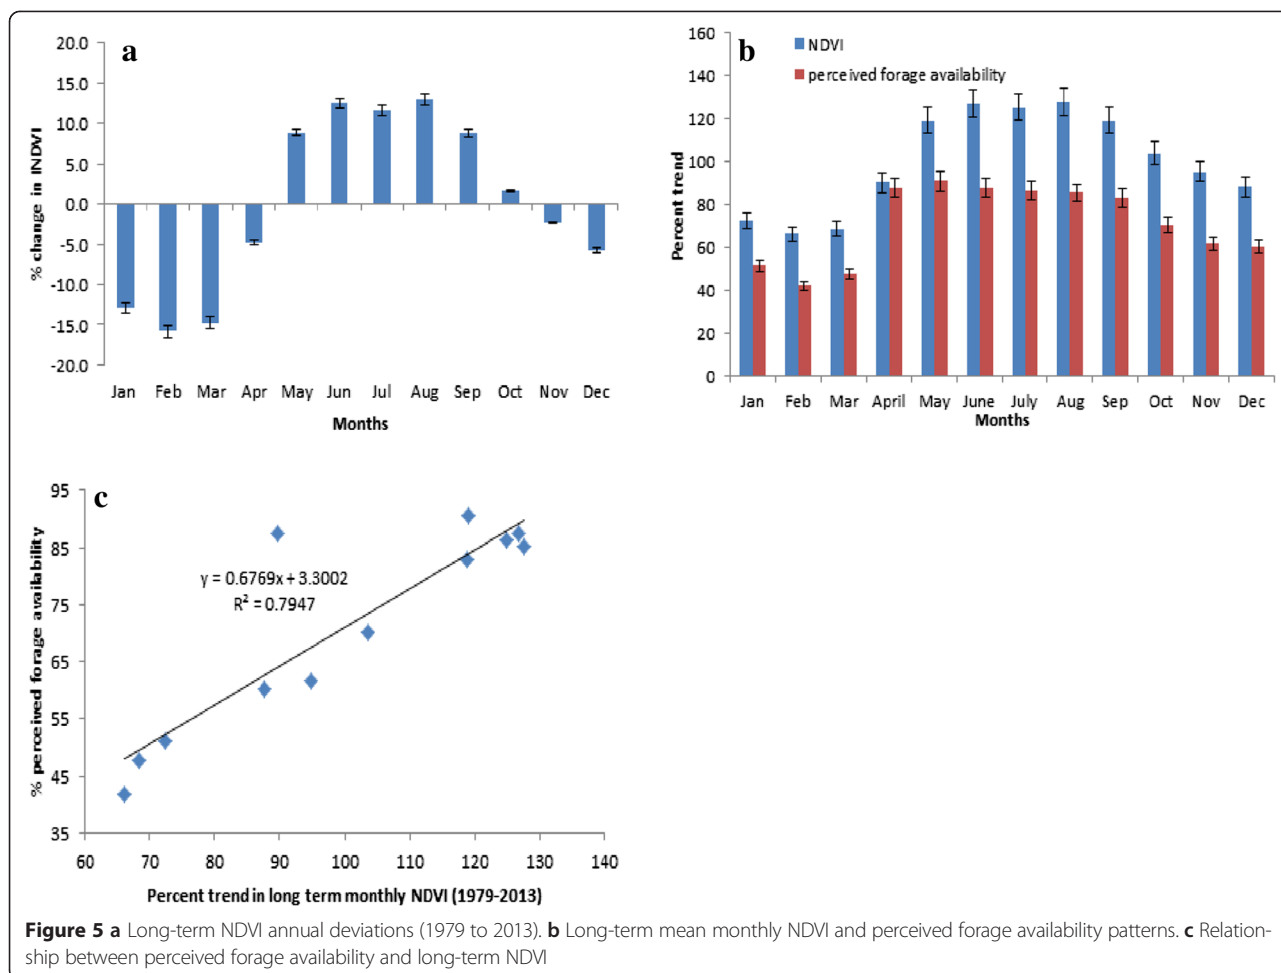 a
% change in INDVI
20.0
15.0
10.0
5.0
0.0
-5.0
-10.0
-15.0
-20.0
Jan Feb Mar Apr May Jun Jul Aug Sep Oct Nov Dec
Months
b
NDVI
perceived forage availability
Percent trend
160
140
120
100
80
60
40
20
0
Jan Feb Mar April May June July Aug Sep Oct Nov Dec
Months
c
% perceived forage availability
95
85
75
65
55
45
35
y = 0.6769x + 3.3002
R² = 0.7947
60 70 80 90 100 110 120 130 140
Percent trend in long term monthly NDVI (1979-2013)
Figure 5 a Long-term NDVI annual deviations (1979 to 2013). b Long-term mean monthly NDVI and perceived forage availability patterns. c Relation-
ship between perceived forage availability and long-term NDVI